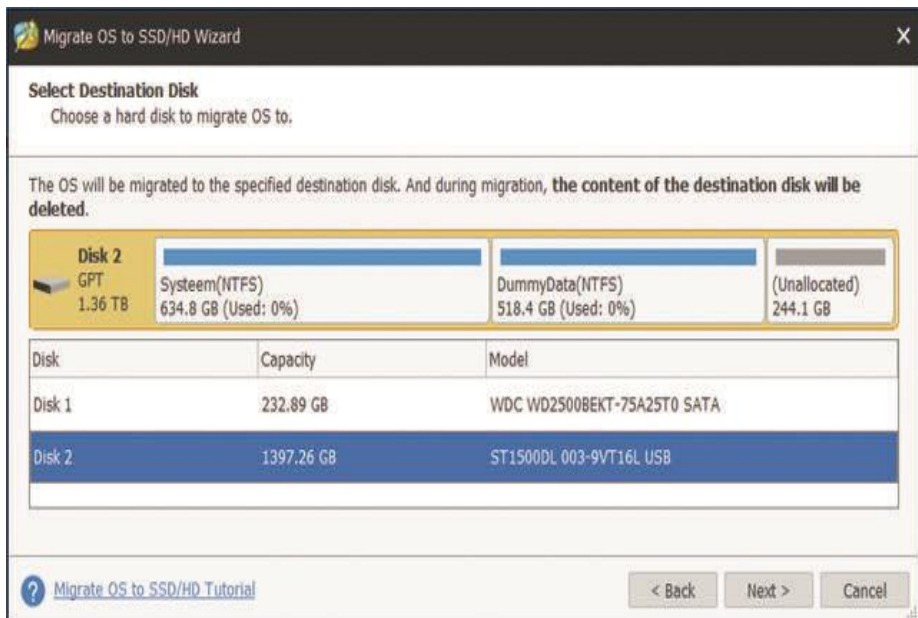 Migrate OS to SSD/HD Wizard
Select Destination Disk
Choose a hard disk to migrate OS to.
The OS will be migrated to the specified destination disk. And during migration, the content of the destination disk will be
deleted.
Disk 2
GPT
1.36 TB
Systeem(NTFS)
634.8 GB (Used: 0%)
DummyData(NTFS)
518.4 GB (Used: 0%)
(Unallocated)
244.1 GB
Disk Capacity Model
Disk 1 232.89 GB WDC WD2500BEKT-75A25T0 SATA
Disk 2 1397.26 GB ST1500DL 003-9VT16L USB
? Migrate OS to SSD/HD Tutorial
< Back Next > Cancel